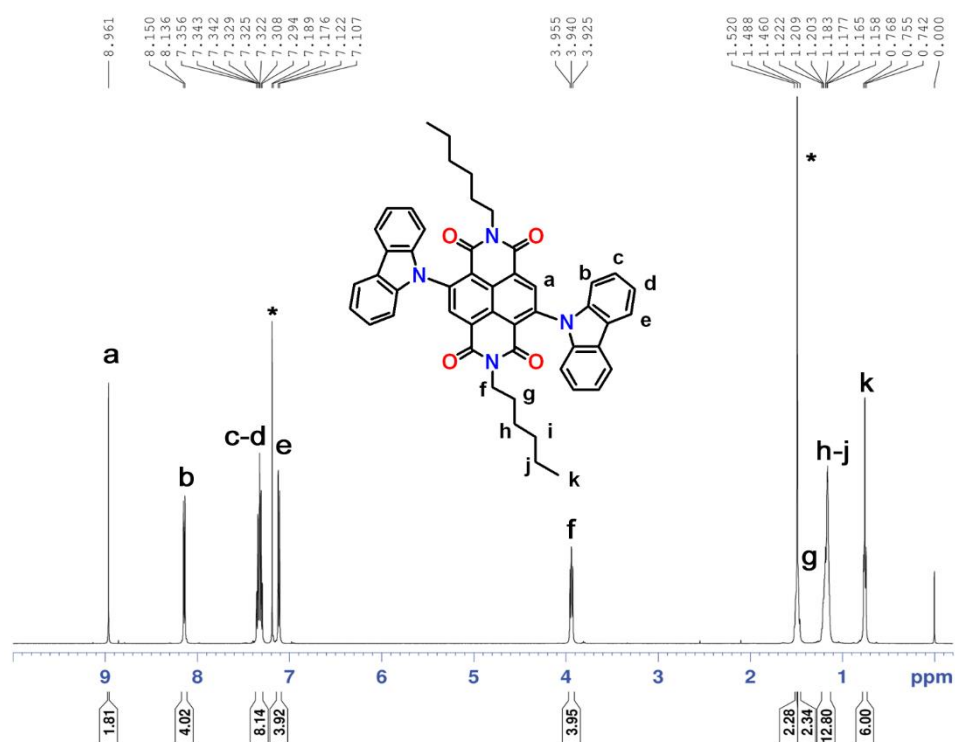 8.961
8.150
8.136
7.356
7.343
7.342
7.329
7.325
7.322
7.308
7.294
7.189
7.176
7.122
7.107
3.955
3.940
3.925
1.520
1.488
1.460
1.222
1.209
1.203
1.183
1.177
1.165
1.158
0.768
0.755
0.742
0.000
*
O N O
b c d
a
N
N
e
O N O
f g
h i
j k
*
a
b
c-d
e
f
g
h-j
k
9 8 7 6 5 4 3 2 1 ppm
1.81
4.02
8.14
3.92
3.95
2.28
2.34
12.80
6.00